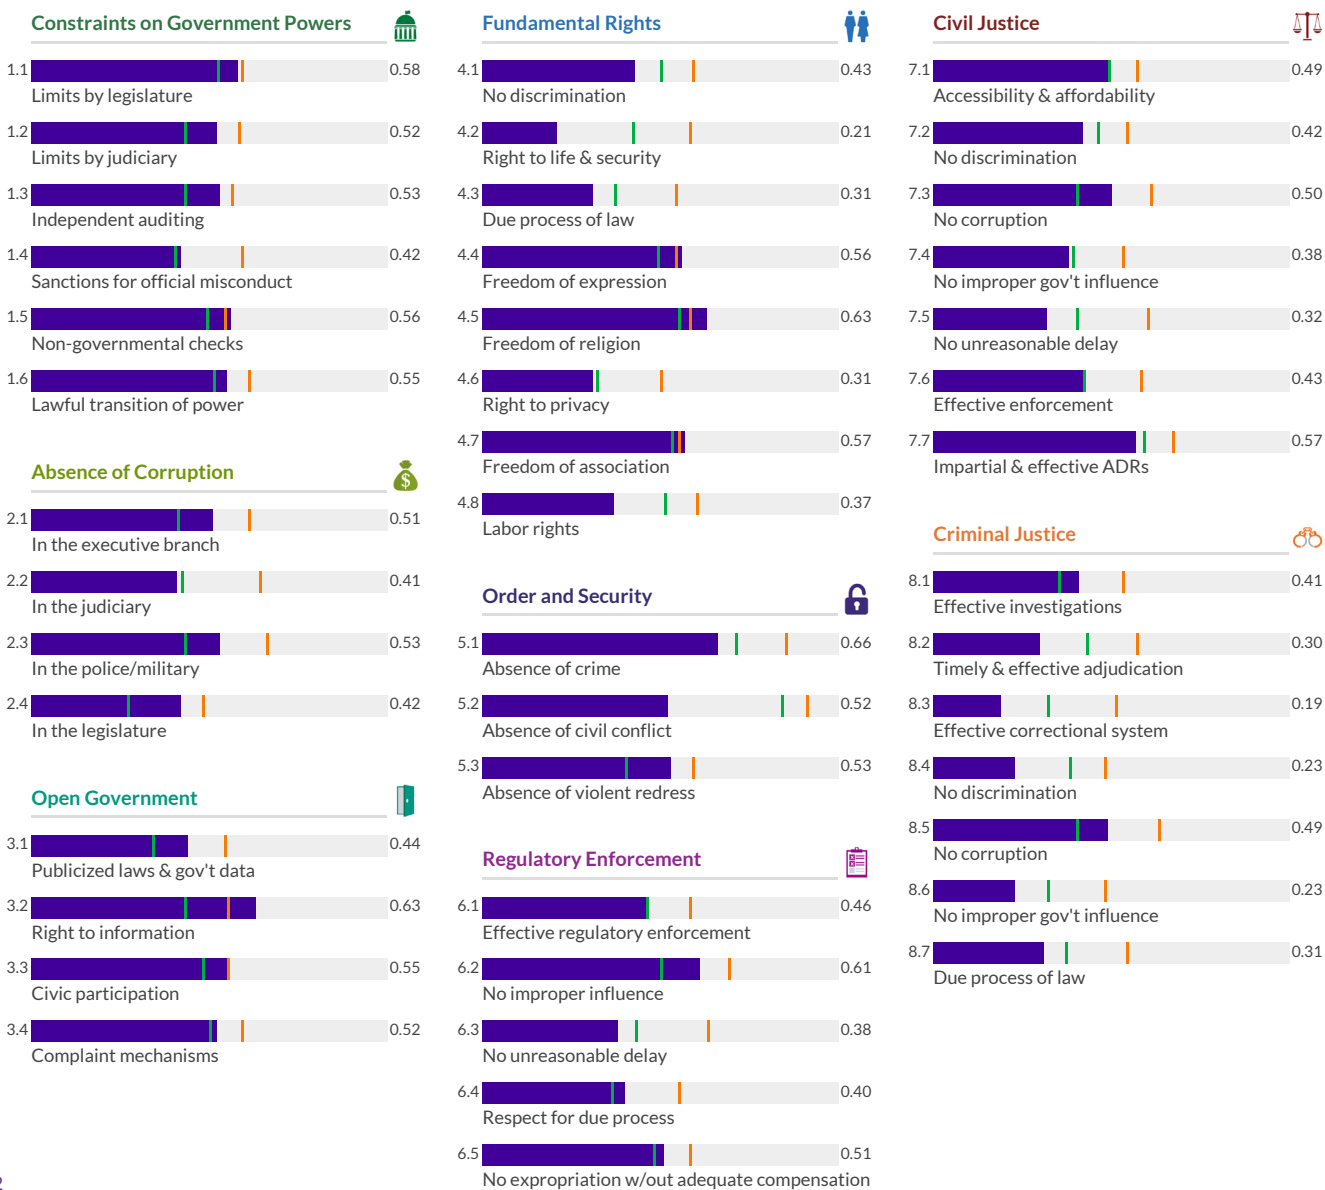 Constraints on Government Powers
1.1 0.58
Limits by legislature
1.2 0.52
Limits by judiciary
1.3 0.53
Independent auditing
1.4 0.42
Sanctions for official misconduct
1.5 0.56
Non-governmental checks
1.6 0.55
Lawful transition of power
Absence of Corruption
$
2.1 0.51
In the executive branch
2.2 0.41
In the judiciary
2.3 0.53
In the police/military
2.4 0.42
In the legislature
Open Government
3.1 0.44
Publicized laws & gov't data
3.2 0.63
Right to information
3.3 0.55
Civic participation
3.4 0.52
Complaint mechanisms
Fundamental Rights
4.1 0.43
No discrimination
4.2 0.21
Right to life & security
4.3 0.31
Due process of law
4.4 0.56
Freedom of expression
4.5 0.63
Freedom of religion
4.6 0.31
Right to privacy
4.7 0.57
Freedom of association
4.8 0.37
Labor rights
Order and Security
5.1 0.66
Absence of crime
5.2 0.52
Absence of civil conflict
5.3 0.53
Absence of violent redress
Regulatory Enforcement
6.1 0.46
Effective regulatory enforcement
6.2 0.61
No improper influence
6.3 0.38
No unreasonable delay
6.4 0.40
Respect for due process
6.5 0.51
No expropriation w/out adequate compensation
Civil Justice
7.1 0.49
Accessibility & affordability
7.2 0.42
No discrimination
7.3 0.50
No corruption
7.4 0.38
No improper gov't influence
7.5 0.32
No unreasonable delay
7.6 0.43
Effective enforcement
7.7 0.57
Impartial & effective ADRs
Criminal Justice
8.1 0.41
Effective investigations
8.2 0.30
Timely & effective adjudication
8.3 0.19
Effective correctional system
8.4 0.23
No discrimination
8.5 0.49
No corruption
8.6 0.23
No improper gov't influence
8.7 0.31
Due process of law